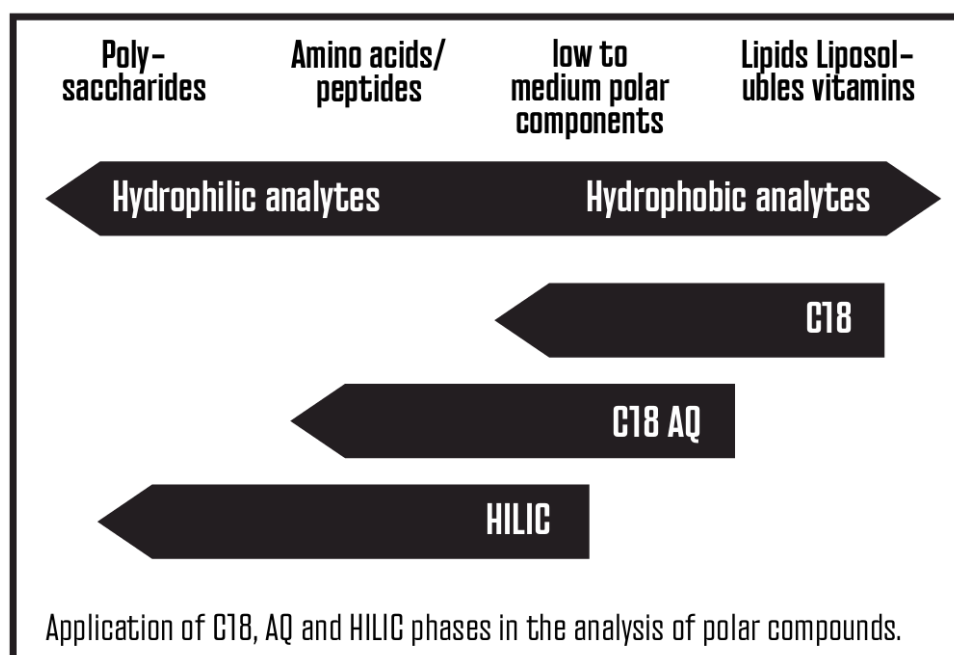 Poly-
saccharides
Amino acids/
peptides
low to
medium polar
components
Lipids Liposol-
ubles vitamins
Hydrophilic analytes
Hydrophobic analytes
C18
C18 AQ
HILIC
Application of C18, AQ and HILIC phases in the analysis of polar compounds.